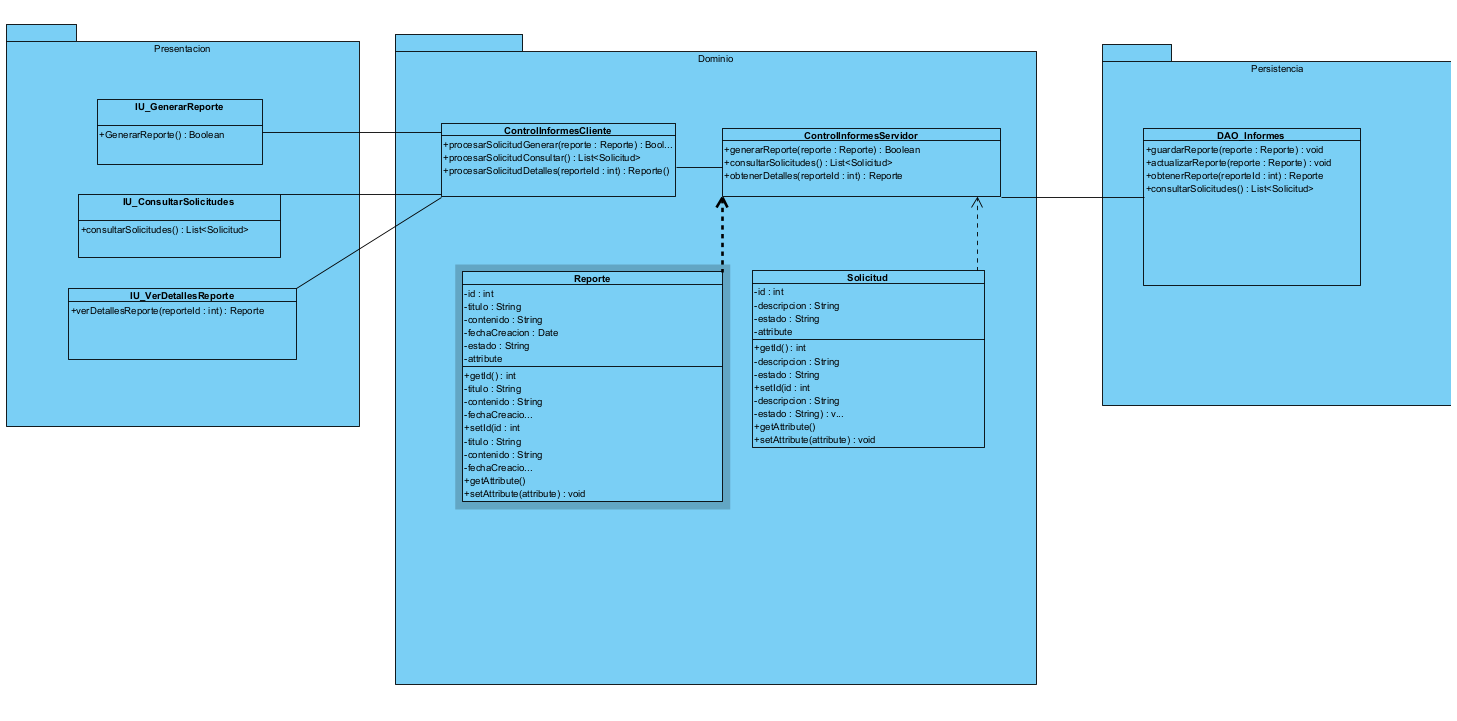 Presentacion
IU_GenerarReporte
+GenerarReporte() : Boolean
IU_ConsultarSolicitudes
+consultarSolicitudes() : List<Solicitud>
IU_VerDetallesReporte
+verDetallesReporte(reporteId : int) : Reporte
Dominio
ControlInformesCliente
+procesarSolicitudGenerar(reporte : Reporte) : Bool...
+procesarSolicitudConsultar() : List<Solicitud>
+procesarSolicitudDetalles(reporteId : int) : Reporte()
ControlInformesServidor
+generarReporte(reporte : Reporte) : Boolean
+consultarSolicitudes() : List<Solicitud>
+obtenerDetalles(reporteId : int) : Reporte
Reporte
-id : int
-titulo : String
-contenido : String
-fechaCreacion : Date
-estado : String
-attribute
+getId() : int
-titulo : String
-contenido : String
-fechaCreacio...
+setId(id : int
-titulo : String
-contenido : String
-fechaCreacio...
+getAttribute()
+setAttribute(attribute) : void
Solicitud
-id : int
-descripcion : String
-estado : String
-attribute
+getId() : int
-descripcion : String
-estado : String
+setId(id : int
-descripcion : String
-estado : String) : v...
+getAttribute()
+setAttribute(attribute) : void
Persistencia
DAO_Informes
+guardarReporte(reporte : Reporte) : void
+actualizarReporte(reporte : Reporte) : void
+obtenerReporte(reporteId : int) : Reporte
+consultarSolicitudes() : List<Solicitud>